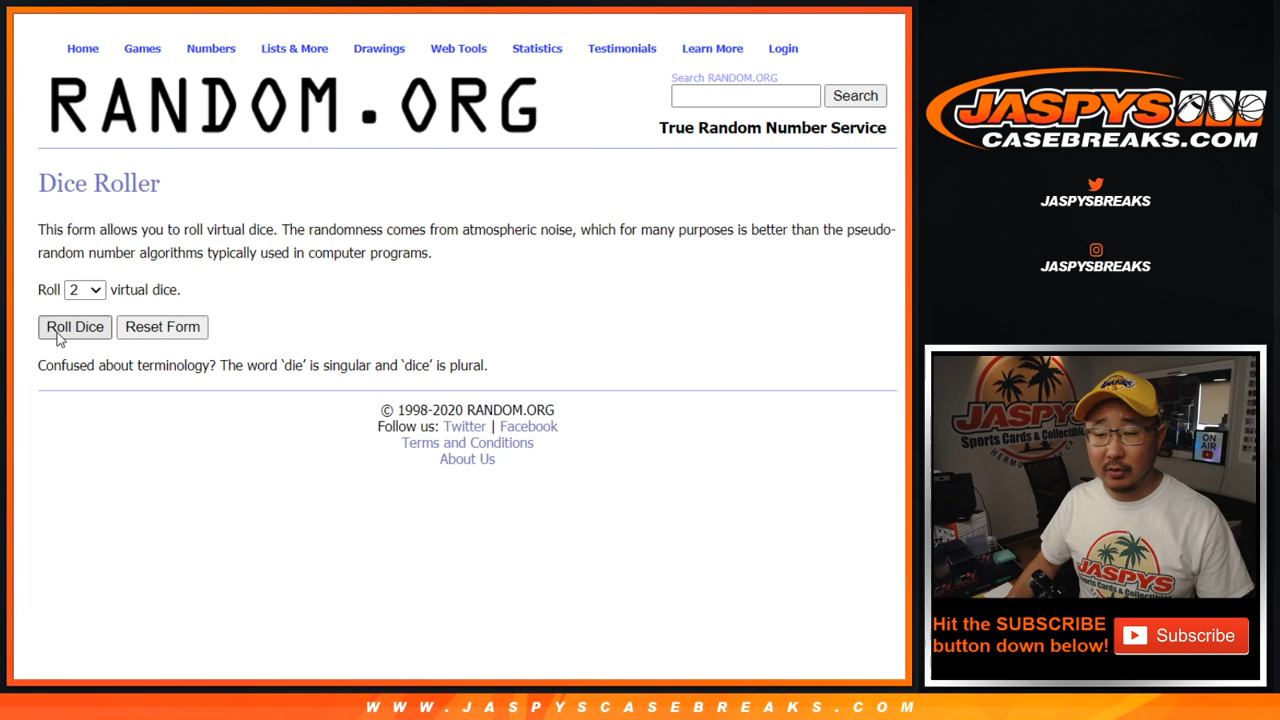 Home Games Numbers Lists & More Drawings Web Tools Statistics Testimonials Learn More Login
RANDOM.ORG
Search RANDOM.ORG
Search
True Random Number Service
Dice Roller
This form allows you to roll virtual dice. The randomness comes from atmospheric noise, which for many purposes is better than the pseudo-
random number algorithms typically used in computer programs.
Roll 2 virtual dice.
Roll Dice Reset Form
Confused about terminology? The word ‘die’ is singular and ‘dice’ is plural.
© 1998-2020 RANDOM.ORG
Follow us: Twitter | Facebook
Terms and Conditions
About Us
JASPYS
CASEBREAKS.COM
JASPYSBREAKS
JASPYSBREAKS
JASPYS
Sports Cards & Collectibles
ON
AIR
JASPYS
Hit the SUBSCRIBE
button down below!
Subscribe
WWW.JASPYSCASEBREAKS.COM